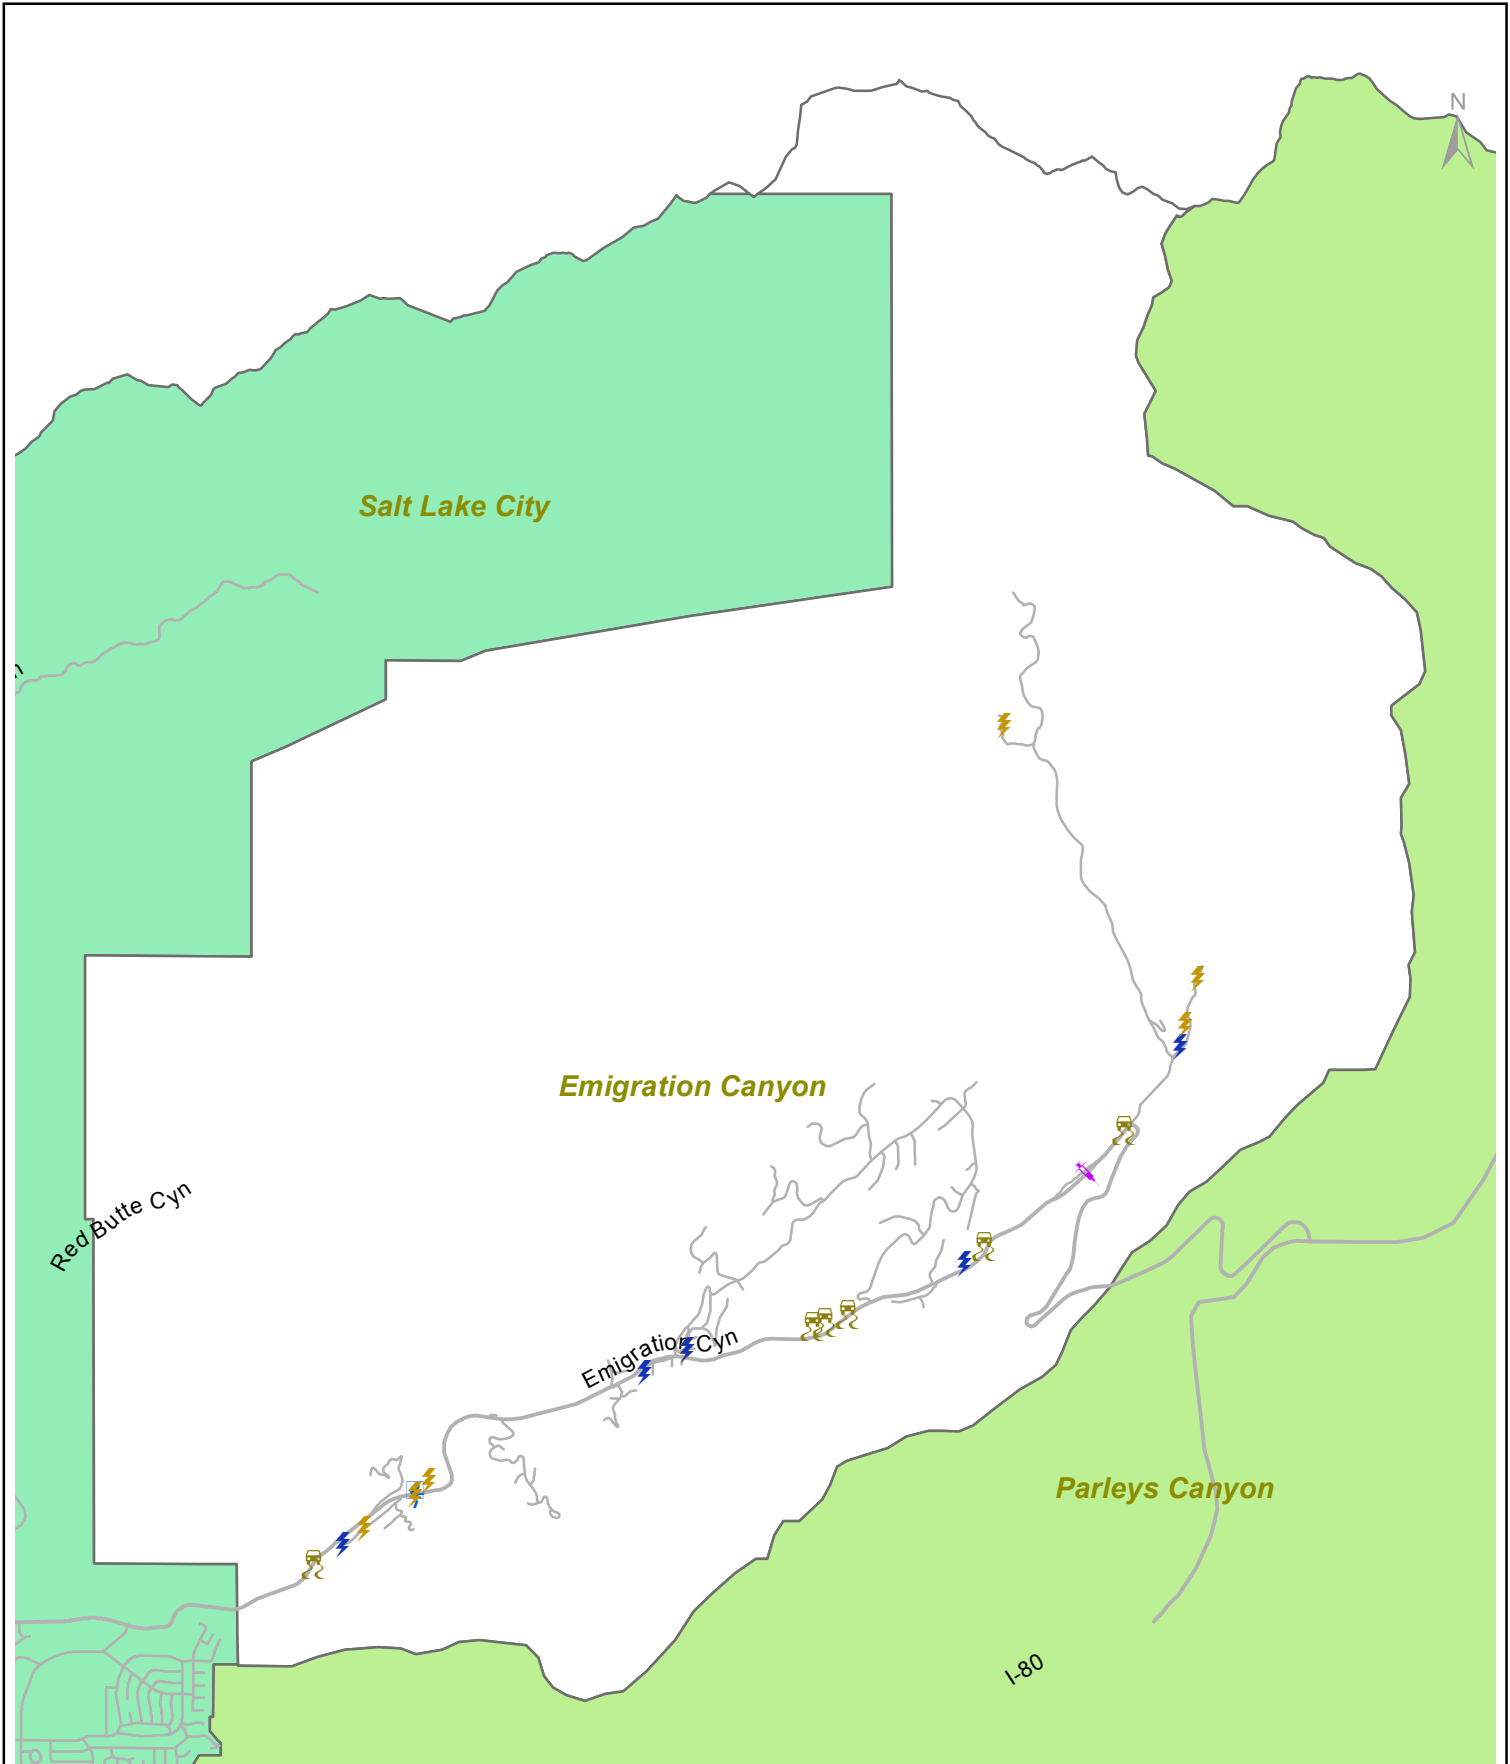 N
Salt Lake City
Emigration Canyon
Red Butte Cyn
Emigration Cyn
Parleys Canyon
I-80